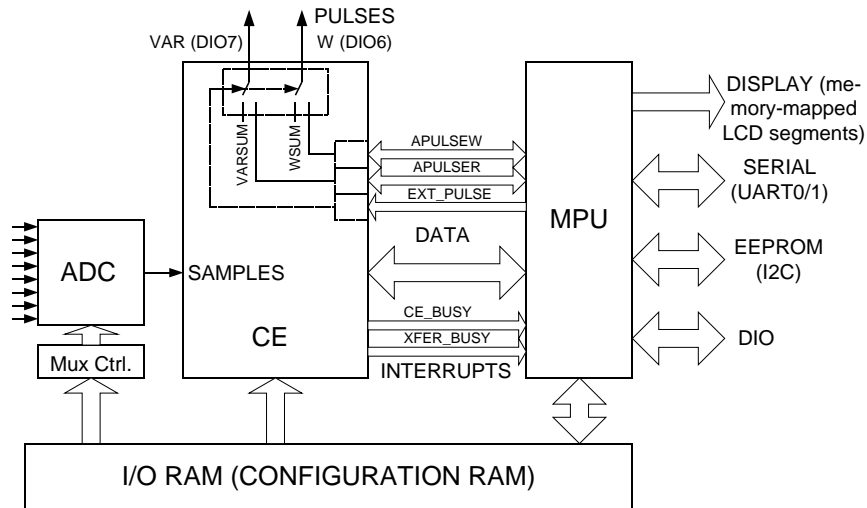 PULSES
VAR (DIO7)
W (DIO6)
VARSUM
WSUM
APULSEW
APULSER
EXT_PULSE
DATA
CE_BUSY
XFER_BUSY
INTERRUPTS
ADC
SAMPLES
CE
Mux Ctrl.
MPU
DISPLAY (me-
mory-mapped
LCD segments)
SERIAL
(UART0/1)
EEPROM
(I2C)
DIO
I/O RAM (CONFIGURATION RAM)